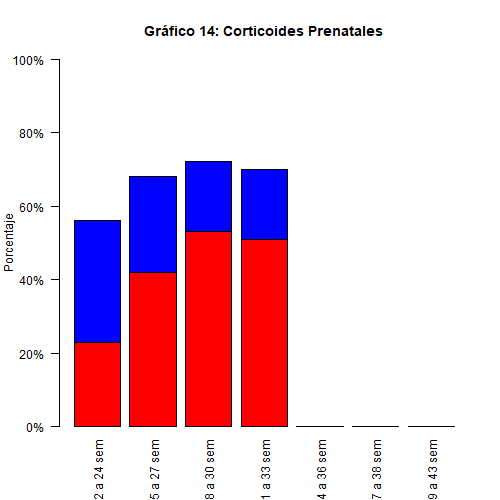 Gráfico 14: Corticoides Prenatales
100%
80%
60%
40%
20%
0%
Porcentaje
2 a 24 sem
5 a 27 sem
8 a 30 sem
1 a 33 sem
4 a 36 sem
7 a 38 sem
9 a 43 sem